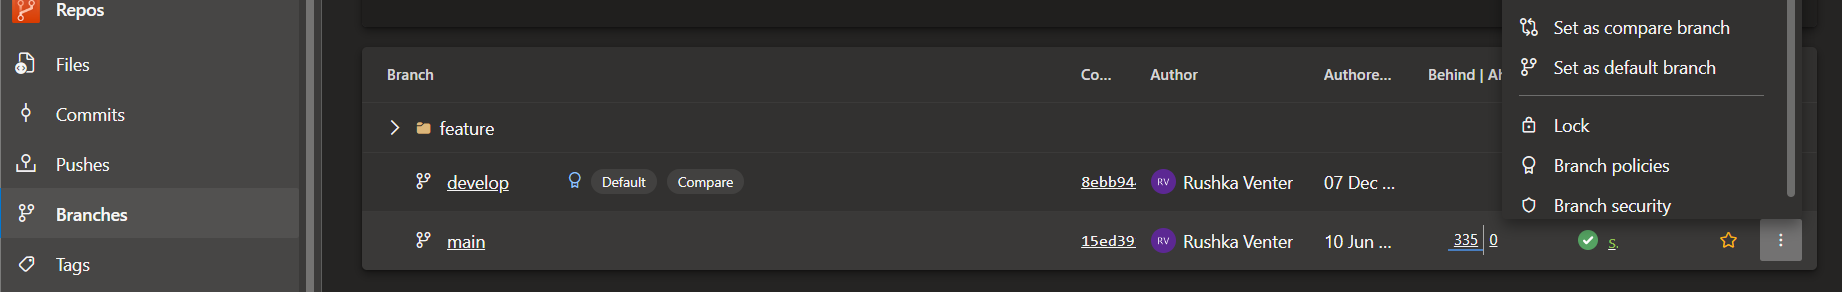 Repos
Files
Commits
Pushes
Branches
Tags
Branch Co... Author Authore... Behind | Ah
feature
develop Default Compare 8ebb94 RV Rushka Venter 07 Dec ...
main 15ed39 RV Rushka Venter 10 Jun ... 335 0 s.
Set as compare branch
Set as default branch
Lock
Branch policies
Branch security